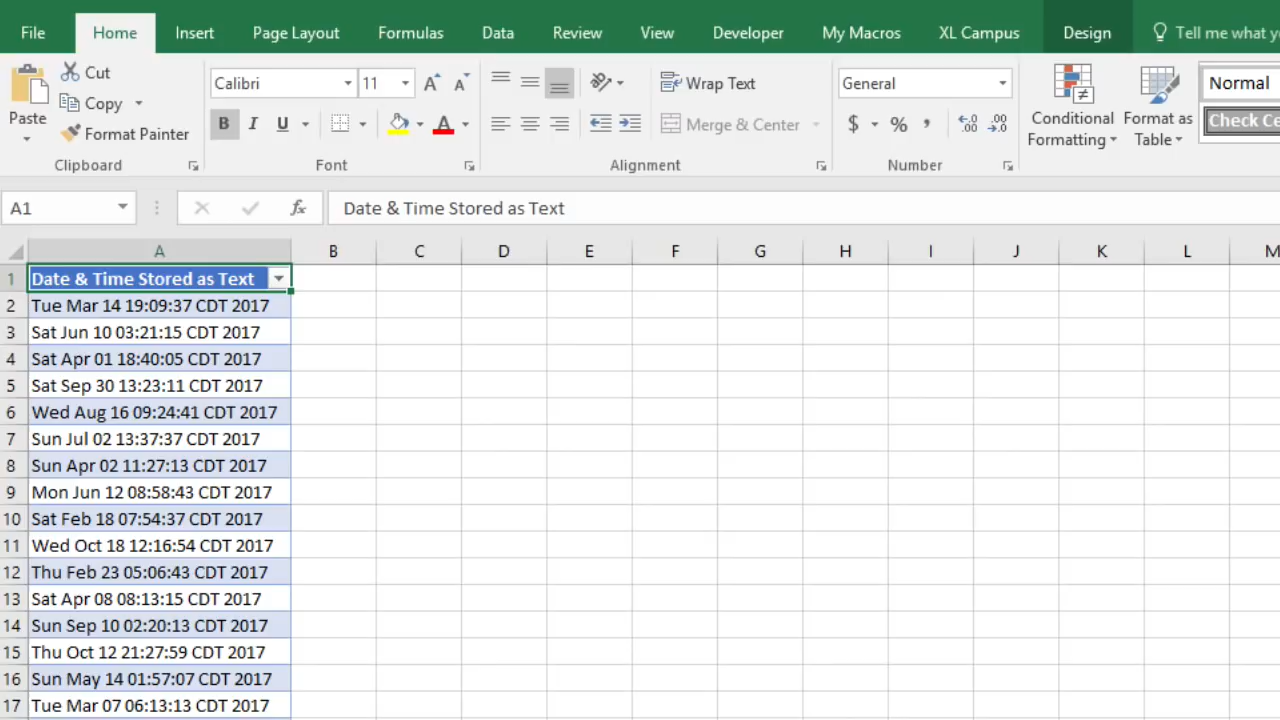 File Home Insert Page Layout Formulas Data Review View Developer My Macros XL Campus Design Tell me what
Paste Cut
Copy
Format Painter
Clipboard
Calibri 11 A A
B I U A
Font
Wrap Text
Merge & Center
Alignment
General
$ % , .0 .00 .00 .0
Number
Conditional Formatting
Format as Table
Normal
Check
A1 fx Date & Time Stored as Text
A B C D E F G H I J K L M
1 Date & Time Stored as Text
2 Tue Mar 14 19:09:37 CDT 2017
3 Sat Jun 10 03:21:15 CDT 2017
4 Sat Apr 01 18:40:05 CDT 2017
5 Sat Sep 30 13:23:11 CDT 2017
6 Wed Aug 16 09:24:41 CDT 2017
7 Sun Jul 02 13:37:37 CDT 2017
8 Sun Apr 02 11:27:13 CDT 2017
9 Mon Jun 12 08:58:43 CDT 2017
10 Sat Feb 18 07:54:37 CDT 2017
11 Wed Oct 18 12:16:54 CDT 2017
12 Thu Feb 23 05:06:43 CDT 2017
13 Sat Apr 08 08:13:15 CDT 2017
14 Sun Sep 10 02:20:13 CDT 2017
15 Thu Oct 12 21:27:59 CDT 2017
16 Sun May 14 01:57:07 CDT 2017
17 Tue Mar 07 06:13:13 CDT 2017